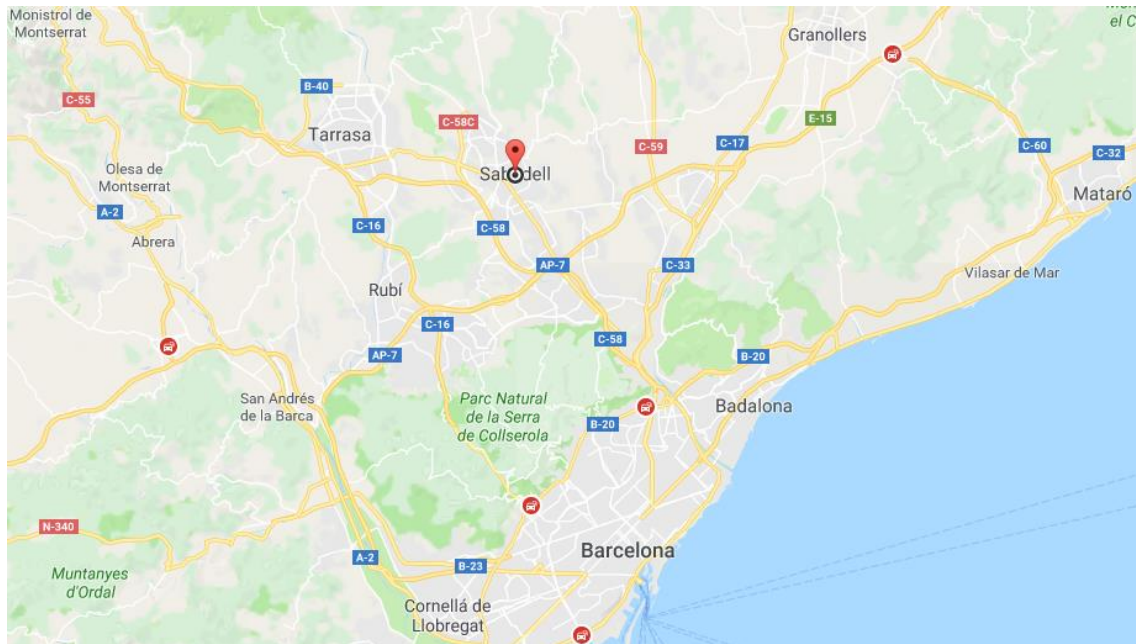 Monistrol de
Montserrat
Granollers
C-55
B-40
Tarrasa
C-58C
E-15
C-59
C-17
C-60
C-32
Olesa de
Montserrat
Sabadell
Mataró
A-2
Abrera
C-16
C-58
AP-7
C-33
Vilasar de Mar
Rubí
C-16
C-58
AP-7
B-20
San Andrés
de la Barca
Parc Natural
de la Serra
de Collserola
B-20
Badalona
N-340
A-2
Barcelona
B-23
Muntanyes
d'Ordal
Cornellá de
Llobregat